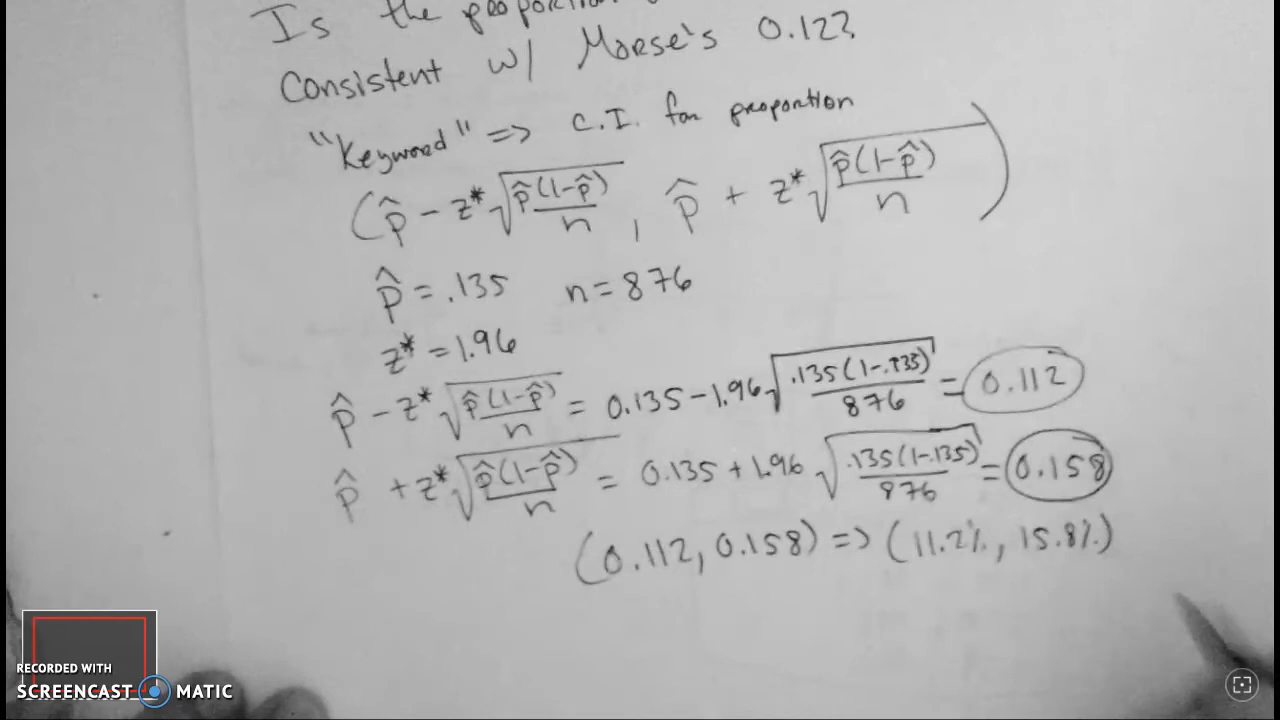 Is the proportion
Consistent w/ Morse's 0.12?
"Keyword" => C.I. for proportion
(p̂ - z*√(p̂(1-p̂)/n), p̂ + z*√(p̂(1-p̂)/n))
p̂ = .135 n = 876
z* = 1.96
p̂ - z*√(p̂(1-p̂)/n) = 0.135 - 1.96√(.135(1-.135)/876) = 0.112
p̂ + z*√(p̂(1-p̂)/n) = 0.135 + 1.96√(.135(1-.135)/876) = 0.158
(0.112, 0.158) => (11.2%, 15.8%)
RECORDED WITH
SCREENCAST MATIC